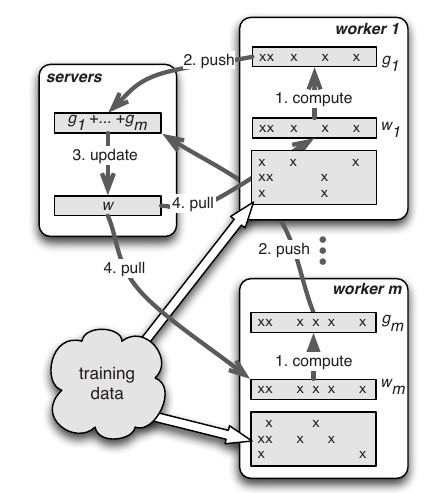 worker 1
xx x x x g1
2. push
servers
1. compute
g1 +... +gm
xx x x x w1
3. update
x x x
xx x
x x
w
4. pull
2. push
4. pull
worker m
xx x x x x gm
training
data
1. compute
xx x x x x wm
x x
xx x x
x x